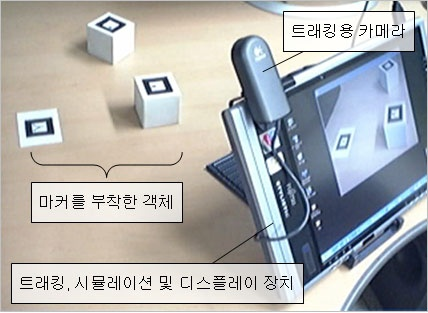 트래킹용 카메라
마커를 부착한 객체
트래킹, 시뮬레이션 및 디스플레이 장치